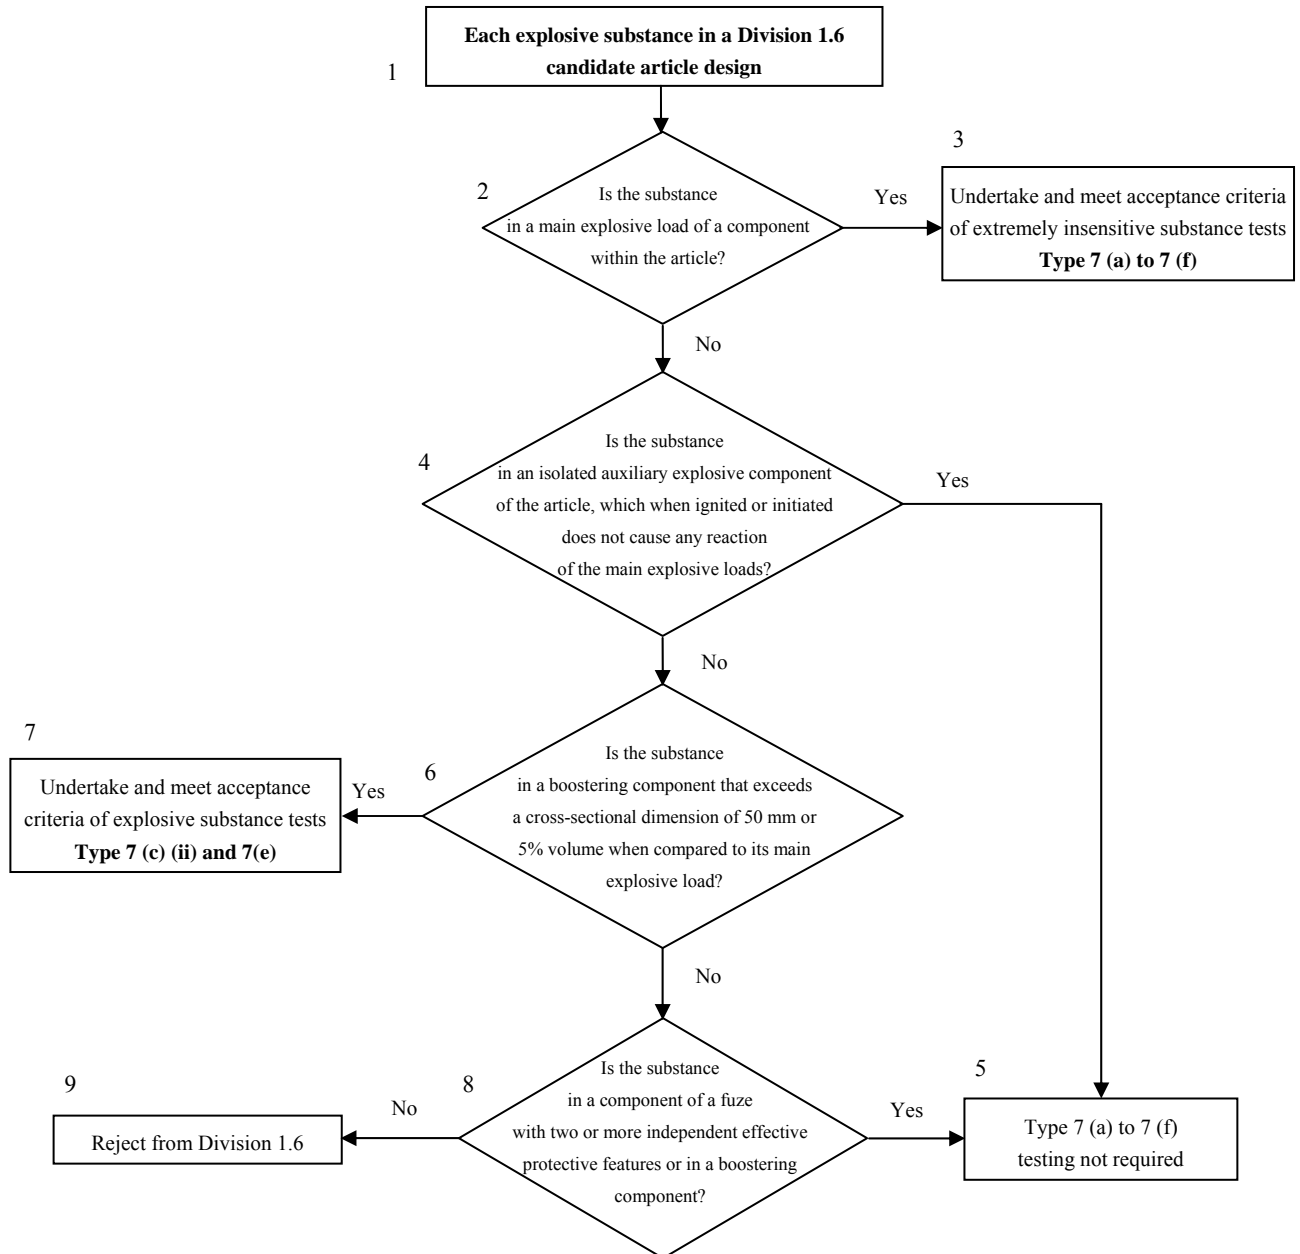 Each explosive substance in a Division 1.6
candidate article design
1
3
2
Is the substance
in a main explosive load of a component
within the article?
Yes
Undertake and meet acceptance criteria
of extremely insensitive substance tests
Type 7 (a) to 7 (f)
No
4
Is the substance
in an isolated auxiliary explosive component
of the article, which when ignited or initiated
does not cause any reaction
of the main explosive loads?
Yes
No
7
6
Is the substance
in a boostering component that exceeds
a cross-sectional dimension of 50 mm or
5% volume when compared to its main
explosive load?
Yes
Undertake and meet acceptance
criteria of explosive substance tests
Type 7 (c) (ii) and 7(e)
No
9
8
5
Is the substance
in a component of a fuze
with two or more independent effective
protective features or in a boostering
component?
No
Yes
Reject from Division 1.6
Type 7 (a) to 7 (f)
testing not required